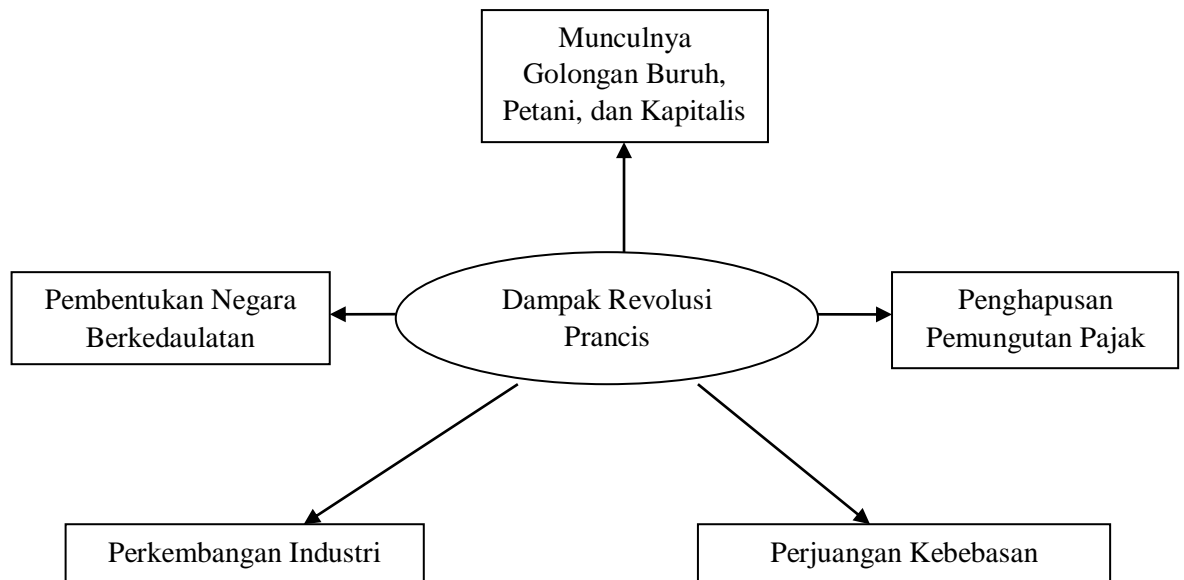 Munculnya
Golongan Buruh,
Petani, dan Kapitalis
Pembentukan Negara
Berkedaulatan
Dampak Revolusi
Prancis
Penghapusan
Pemungutan Pajak
Perkembangan Industri
Perjuangan Kebebasan